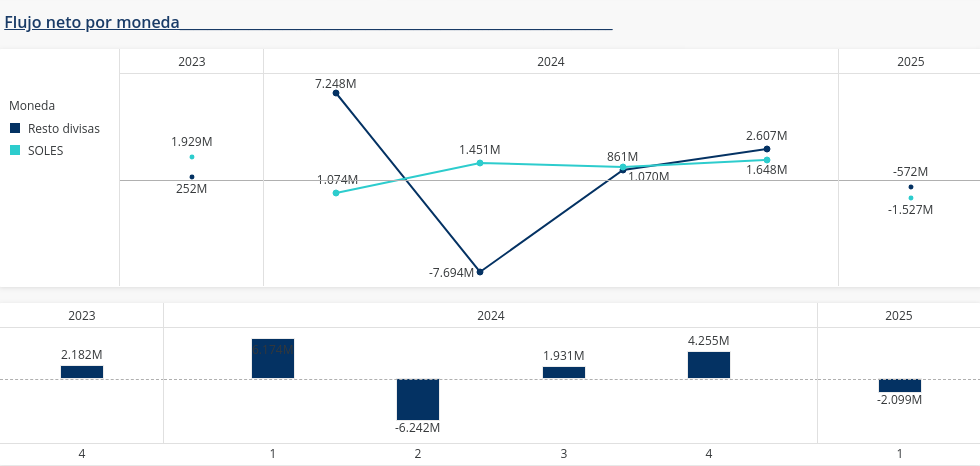 Flujo neto por moneda
2023
2024
2025
Moneda
Resto divisas
SOLES
1.929M
252M
7.248M
1.074M
1.451M
-7.694M
861M
1.070M
2.607M
1.648M
-572M
-1.527M
2023
2024
2025
2.182M
6.174M
-6.242M
1.931M
4.255M
-2.099M
4
1
2
3
4
1